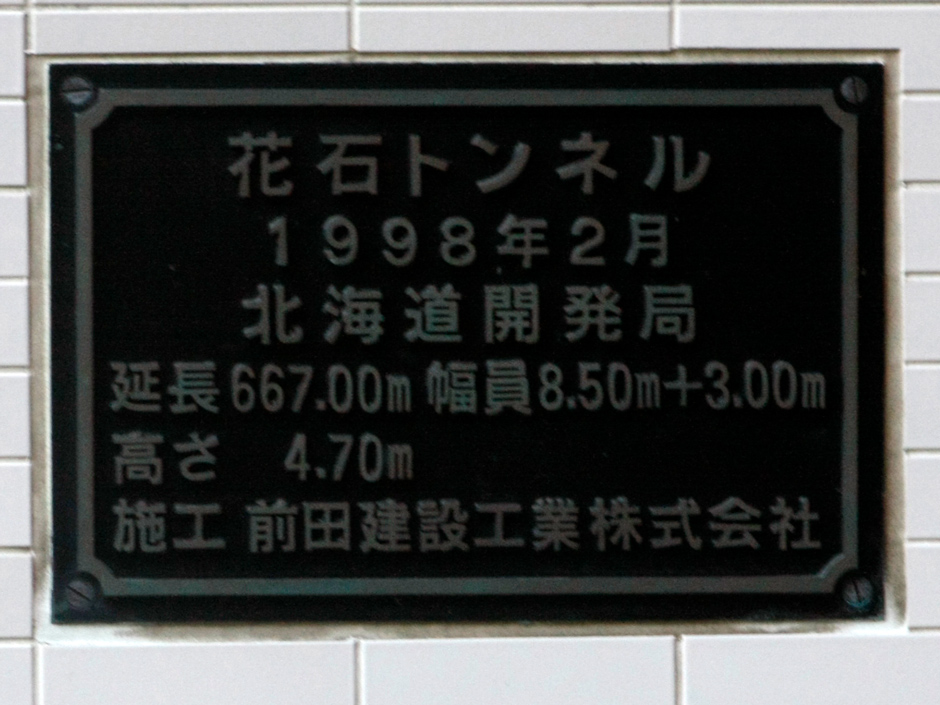 花石トンネル
1998年2月
北海道開発局
延長667.00m 幅員8.50m+3.00m
高さ 4.70m
施工 前田建設工業株式会社